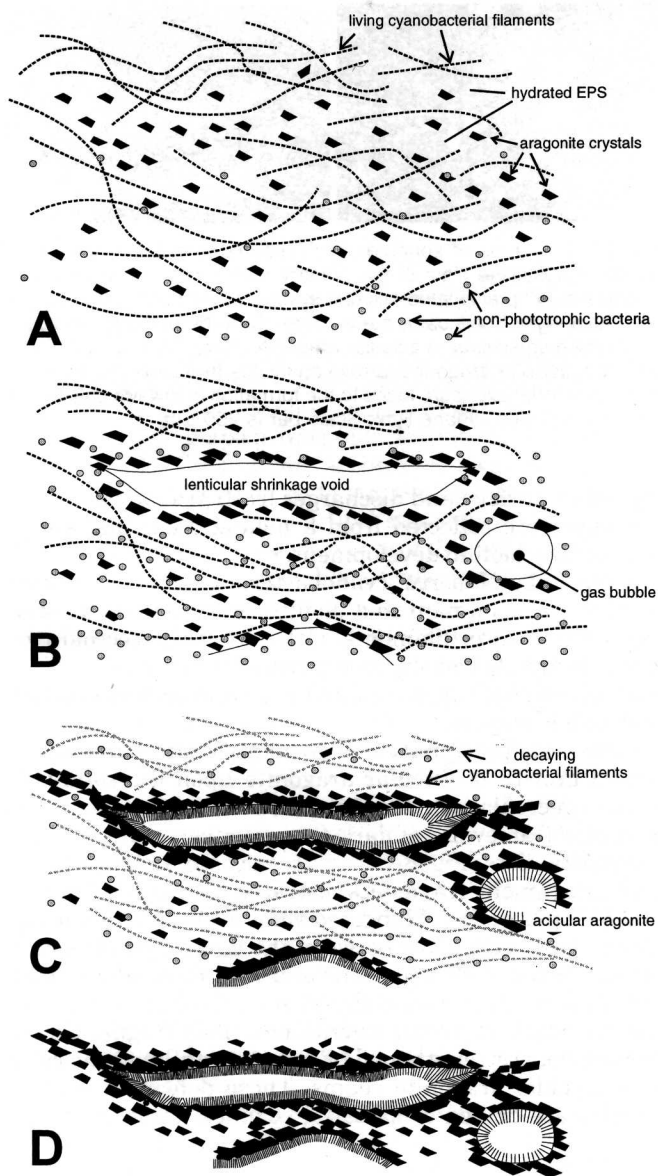 living cyanobacterial filaments
hydrated EPS
aragonite crystals
non-phototrophic bacteria
A
lenticular shrinkage void
gas bubble
B
decaying
cyanobacterial filaments
acicular aragonite
C
D